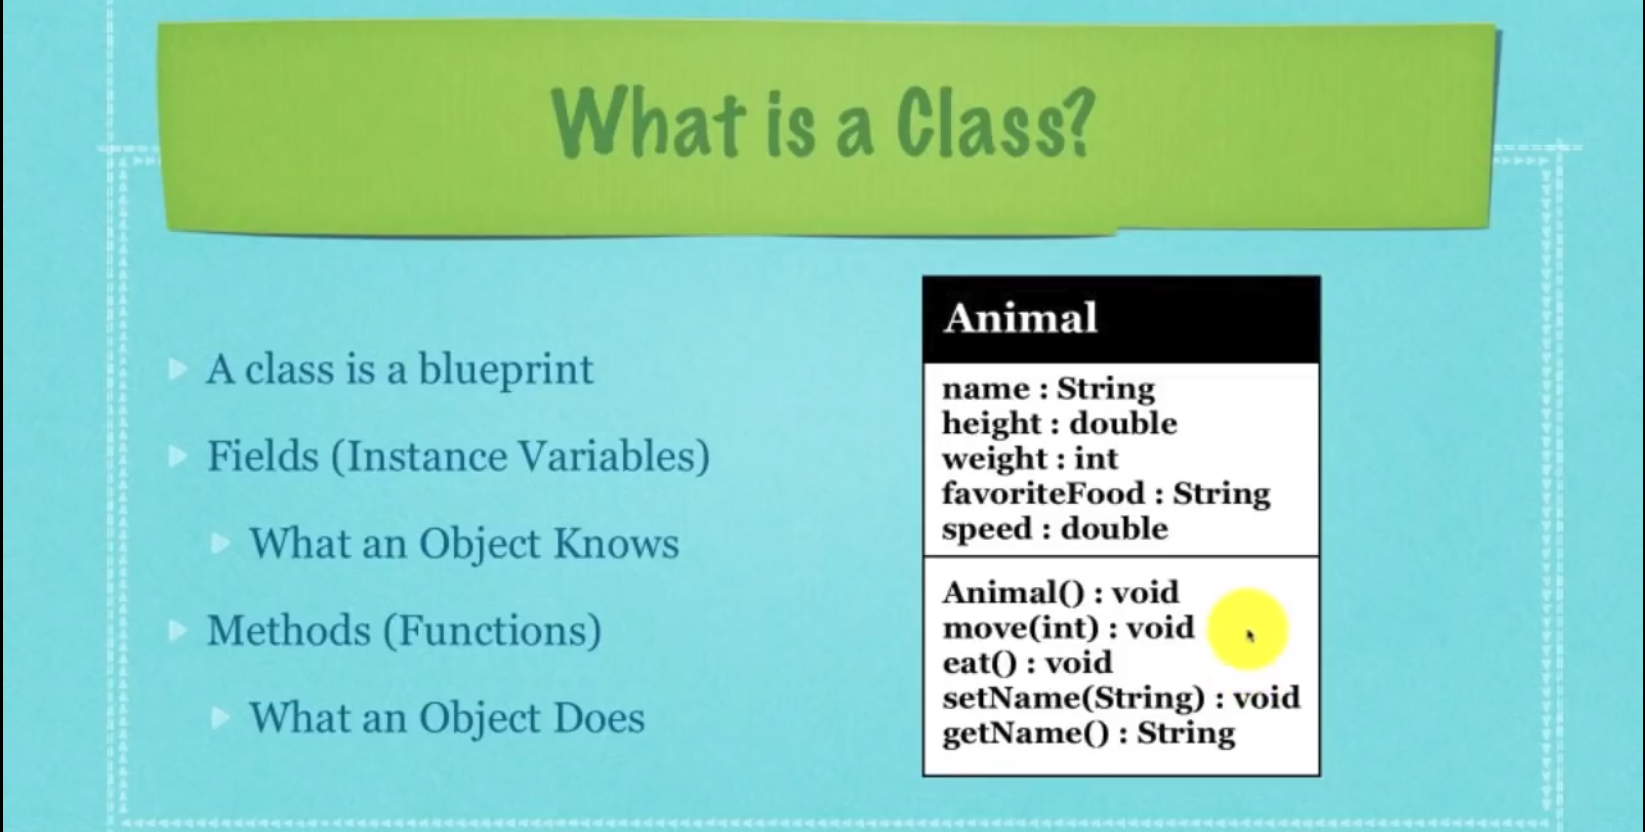 What is a Class?
A class is a blueprint
Fields (Instance Variables)
What an Object Knows
Methods (Functions)
What an Object Does
Animal
name : String
height : double
weight : int
favoriteFood : String
speed : double
Animal() : void
move(int) : void
eat() : void
setName(String) : void
getName() : String